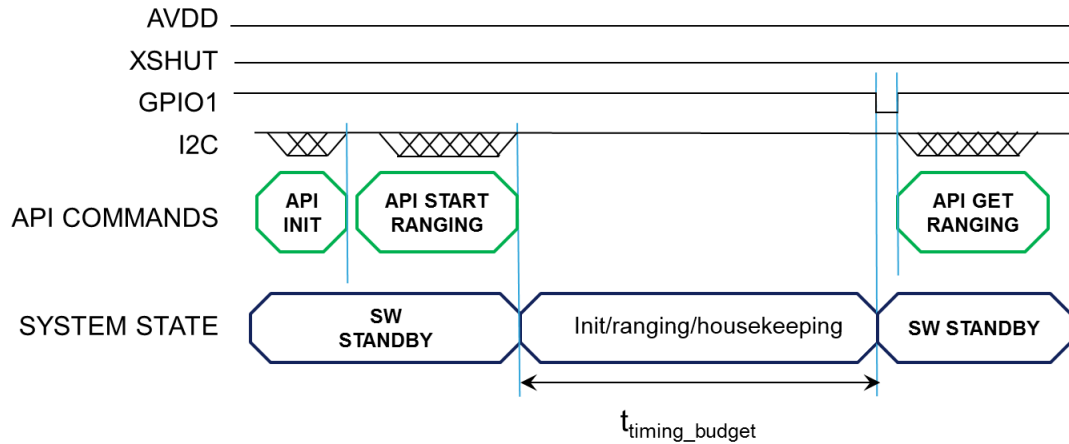 AVDD
XSHUT
GPIO1
I2C
API COMMANDS
API
INIT
API START
RANGING
API GET
RANGING
SYSTEM STATE
SW
STANDBY
Init/ranging/housekeeping
SW STANDBY
ttiming_budget